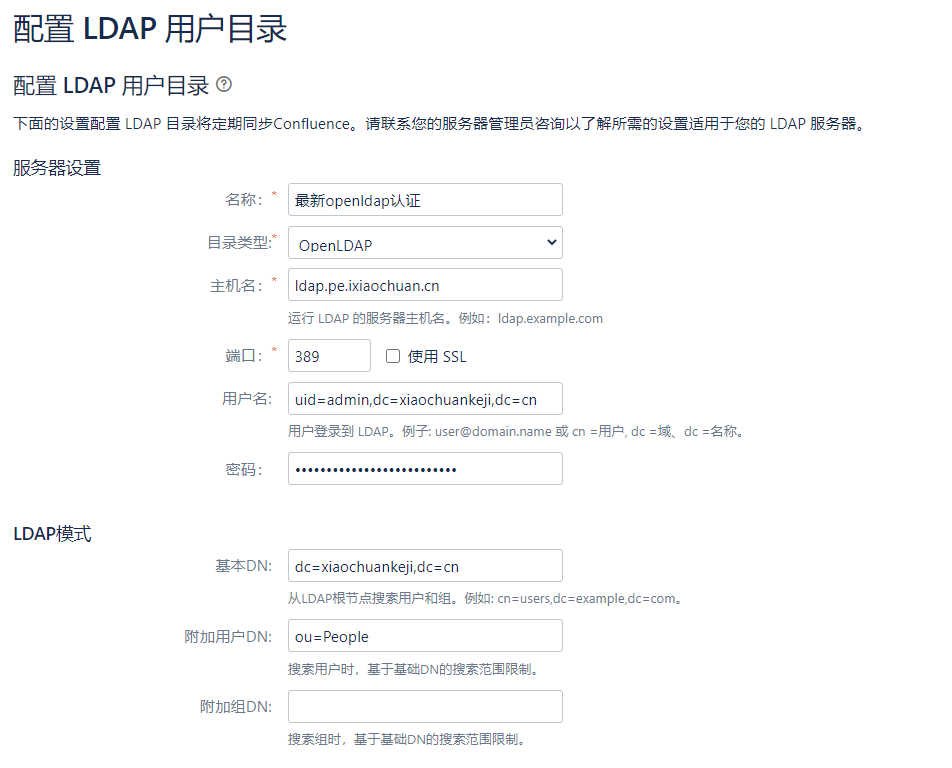 配置 LDAP 用户目录
配置 LDAP 用户目录 ?
下面的设置配置 LDAP 目录将定期同步Confluence。请联系您的服务器管理员咨询以了解所需的设置适用于您的 LDAP 服务器。
服务器设置
名称：* 最新openldap认证
目录类型:* OpenLDAP
主机名：* ldap.pe.ixiaochuan.cn
运行 LDAP 的服务器主机名。例如：ldap.example.com
端口：* 389 使用 SSL
用户名: uid=admin,dc=xiaochuankeji,dc=cn
用户登录到 LDAP。例子: user@domain.name 或 cn =用户, dc =域、dc =名称。
密码： ••••••••••••••••••••••••••
LDAP模式
基本DN: dc=xiaochuankeji,dc=cn
从LDAP根节点搜索用户和组。例如: cn=users,dc=example,dc=com。
附加用户DN: ou=People
搜索用户时，基于基础DN的搜索范围限制。
附加组DN:
搜索组时，基于基础DN的搜索范围限制。